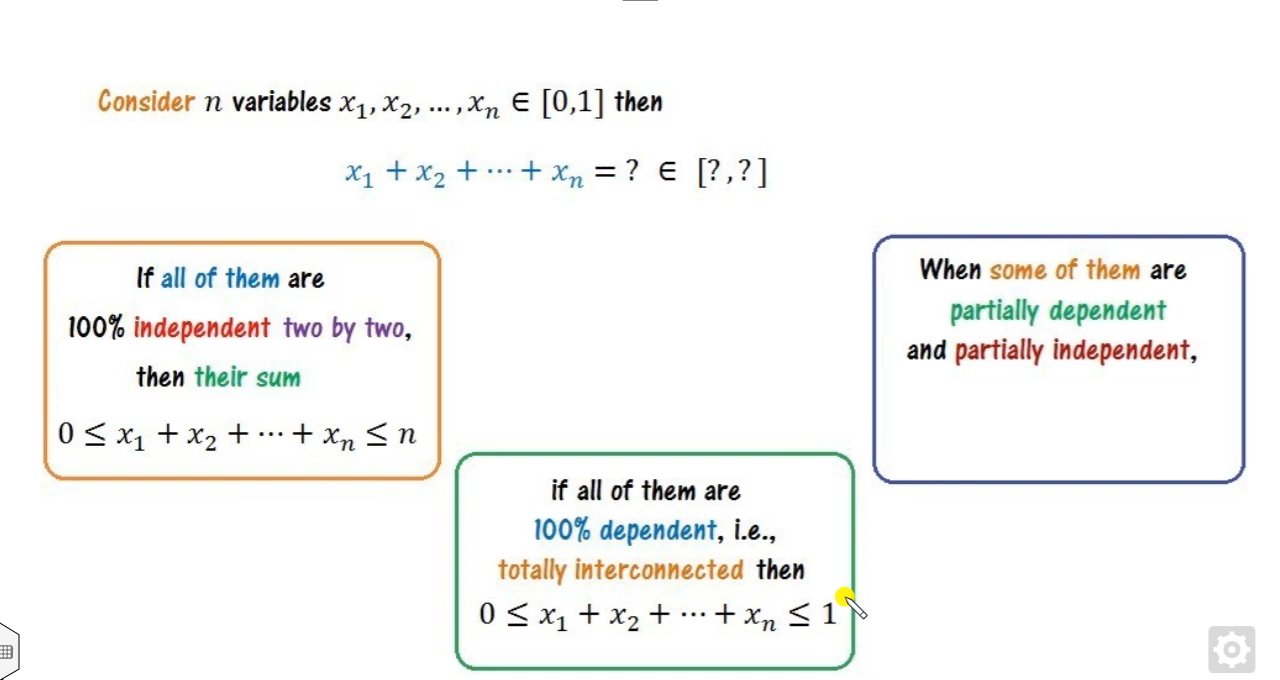 Consider n variables x₁, x₂, … , xₙ ∈ [0,1] then
x₁ + x₂ + ⋯ + xₙ = ? ∈ [? , ?]
If all of them are
100% independent two by two,
then their sum
0 ≤ x₁ + x₂ + ⋯ + xₙ ≤ n
if all of them are
100% dependent, i.e.,
totally interconnected then
0 ≤ x₁ + x₂ + ⋯ + xₙ ≤ 1
When some of them are
partially dependent
and partially independent,